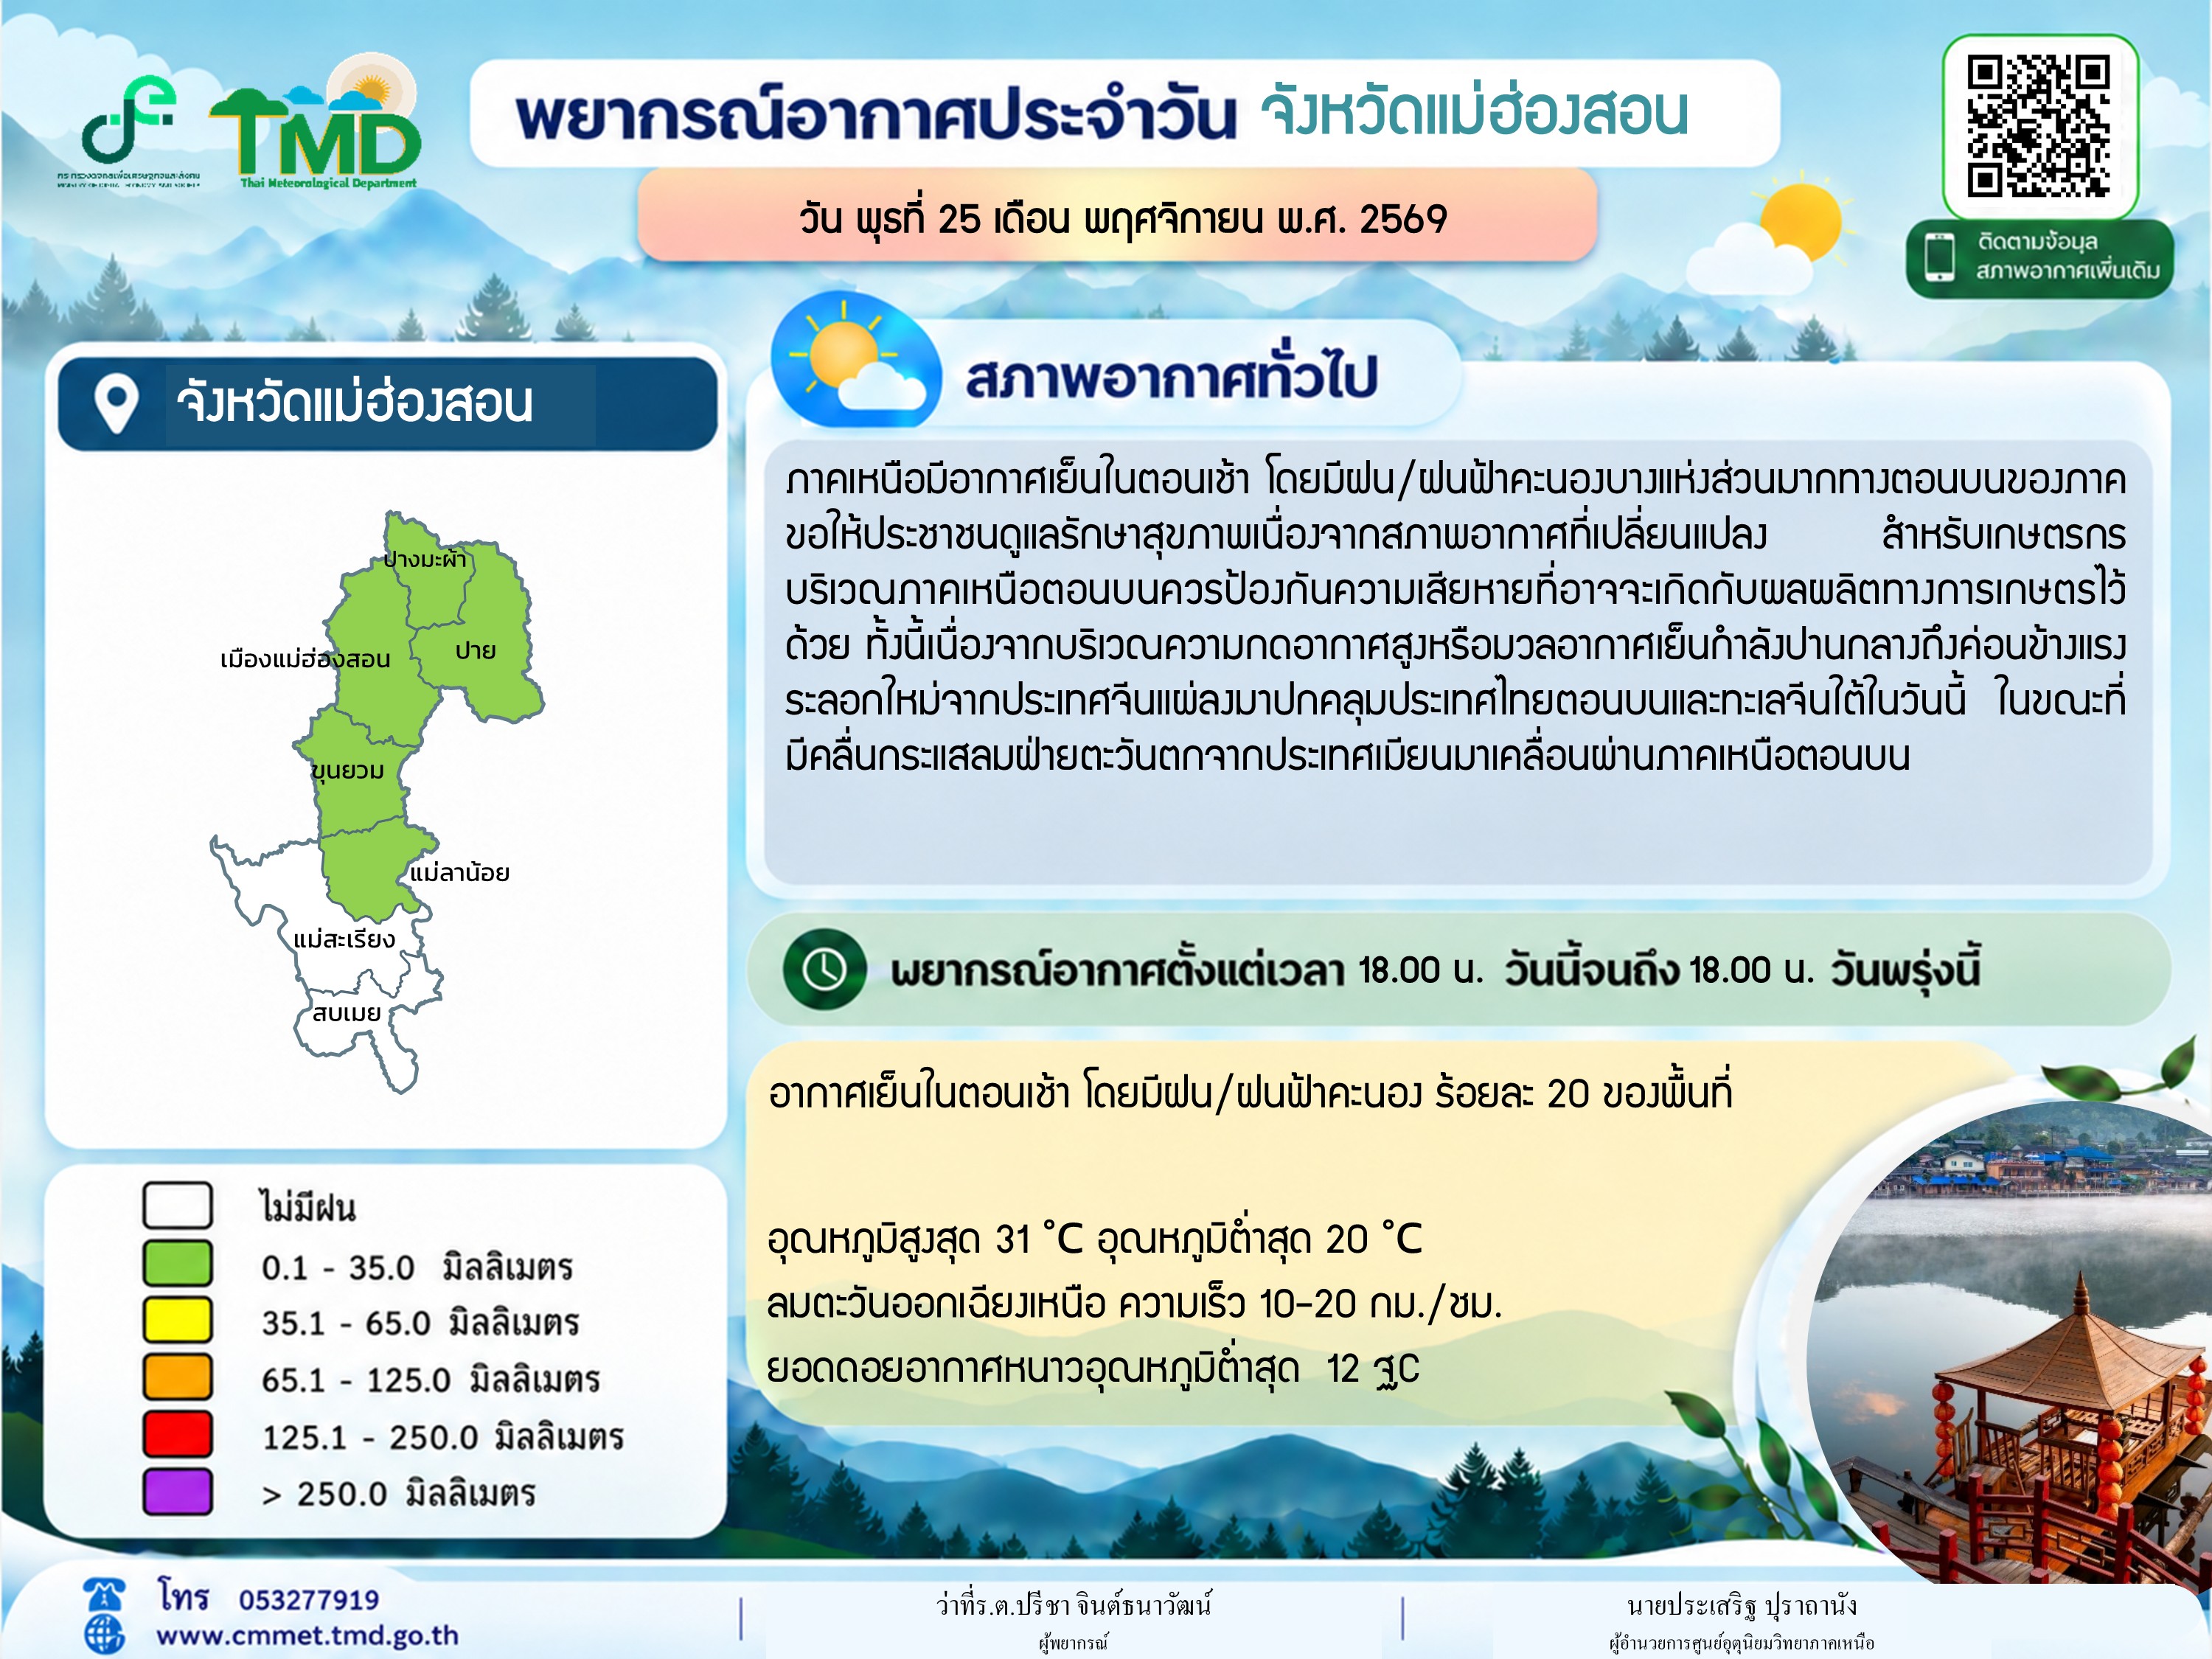 กระทรวงดิจิทัลเพื่อเศรษฐกิจและสังคม
MINISTRY OF DIGITAL ECONOMY AND SOCIETY
TMD
Thai Meteorological Department
พยากรณ์อากาศประจำวัน จังหวัดแม่ฮ่องสอน
วัน พุธที่ 25 เดือน พฤศจิกายน พ.ศ. 2569
ติดตามข้อมูล
สภาพอากาศเพิ่มเติม
จังหวัดแม่ฮ่องสอน
ปางมะผ้า
ปาย
เมืองแม่ฮ่องสอน
ขุนยวม
แม่ลาน้อย
แม่สะเรียง
สบเมย
ไม่มีฝน
0.1 - 35.0 มิลลิเมตร
35.1 - 65.0 มิลลิเมตร
65.1 - 125.0 มิลลิเมตร
125.1 - 250.0 มิลลิเมตร
> 250.0 มิลลิเมตร
สภาพอากาศทั่วไป
ภาคเหนือมีอากาศเย็นในตอนเช้า โดยมีฝน/ฝนฟ้าคะนองบางแห่งส่วนมากทางตอนบนของภาค
ขอให้ประชาชนดูแลรักษาสุขภาพเนื่องจากสภาพอากาศที่เปลี่ยนแปลง สำหรับเกษตรกร
บริเวณภาคเหนือตอนบนควรป้องกันความเสียหายที่อาจจะเกิดกับผลผลิตทางการเกษตรไว้
ด้วย ทั้งนี้เนื่องจากบริเวณความกดอากาศสูงหรือมวลอากาศเย็นกำลังปานกลางถึงค่อนข้างแรง
ระลอกใหม่จากประเทศจีนแผ่ลงมาปกคลุมประเทศไทยตอนบนและทะเลจีนใต้ในวันนี้ ในขณะที่
มีคลื่นกระแสลมฝ่ายตะวันตกจากประเทศเมียนมาเคลื่อนผ่านภาคเหนือตอนบน
พยากรณ์อากาศตั้งแต่เวลา 18.00 น. วันนี้จนถึง 18.00 น. วันพรุ่งนี้
อากาศเย็นในตอนเช้า โดยมีฝน/ฝนฟ้าคะนอง ร้อยละ 20 ของพื้นที่
อุณหภูมิสูงสุด 31 °C อุณหภูมิต่ำสุด 20 °C
ลมตะวันออกเฉียงเหนือ ความเร็ว 10-20 กม./ชม.
ยอดดอยอากาศหนาวอุณหภูมิต่ำสุด 12 ฐC
โทร 053277919
www.cmmet.tmd.go.th
ว่าที่ร.ต.ปรีชา จินต์ธนาวัฒน์
ผู้พยากรณ์
นายประเสริฐ ปุราถานัง
ผู้อำนวยการศูนย์อุตุนิยมวิทยาภาคเหนือ